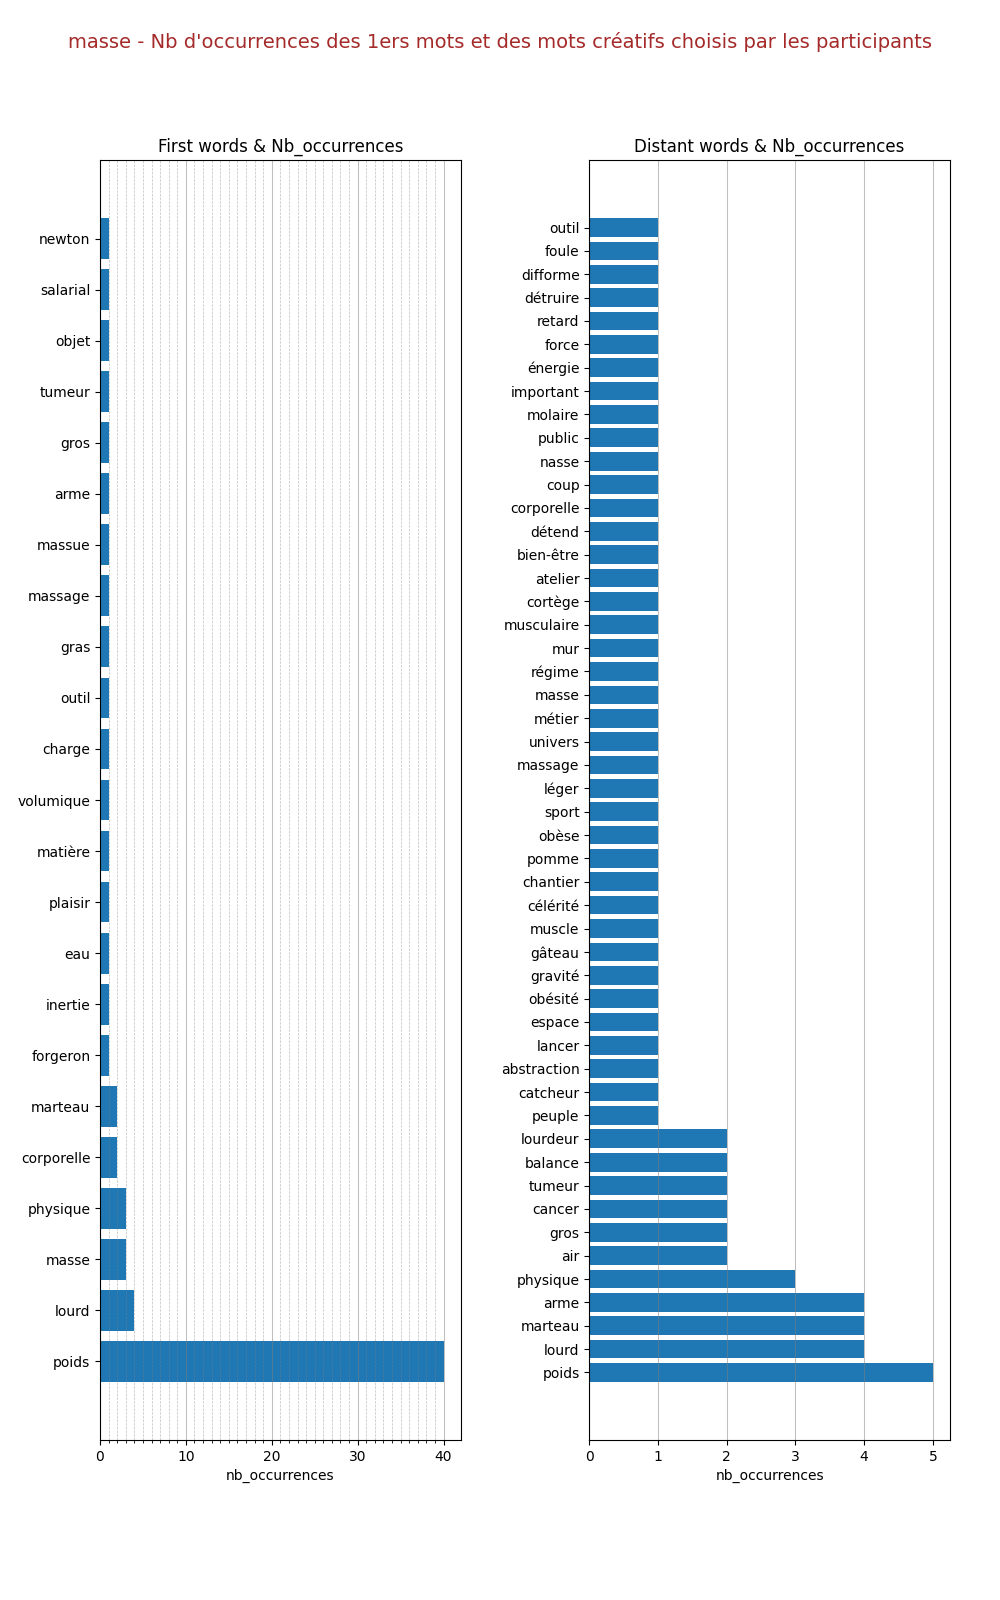 masse - Nb d'occurrences des 1ers mots et des mots créatifs choisis par les participants
First words & Nb_occurrences
newton
salarial
objet
tumeur
gros
arme
massue
massage
gras
outil
charge
volumique
matière
plaisir
eau
inertie
forgeron
marteau
corporelle
physique
masse
lourd
poids
0 10 20 30 40
nb_occurrences
Distant words & Nb_occurrences
outil
foule
difforme
détruire
retard
force
énergie
important
molaire
public
nasse
coup
corporelle
détend
bien-être
atelier
cortège
musculaire
mur
régime
masse
métier
univers
massage
léger
sport
obèse
pomme
chantier
célérité
muscle
gâteau
gravité
obésité
espace
lancer
abstraction
catcheur
peuple
lourdeur
balance
tumeur
cancer
gros
air
physique
arme
marteau
lourd
poids
0 1 2 3 4 5
nb_occurrences